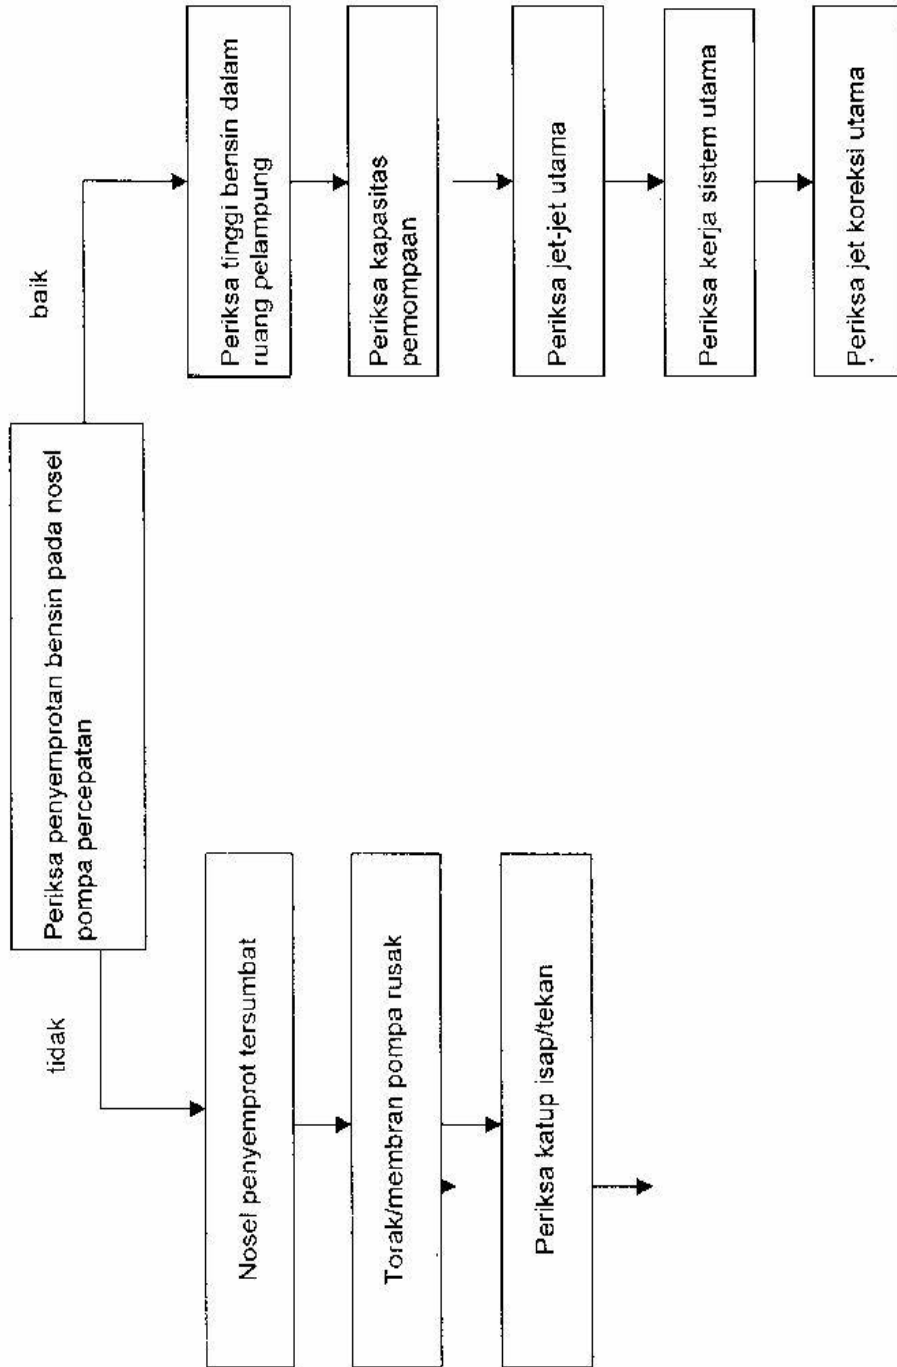 Periksa penyemprotan bensin pada nosel
pompa percepatan
tidak
Nosel penyemprot tersumbat
Torak/membran pompa rusak
Periksa katup isap/tekan
baik
Periksa tinggi bensin dalam
ruang pelampung
Periksa kapasitas
pemompaan
Periksa jet-jet utama
Periksa kerja sistem utama
Periksa jet koreksi utama